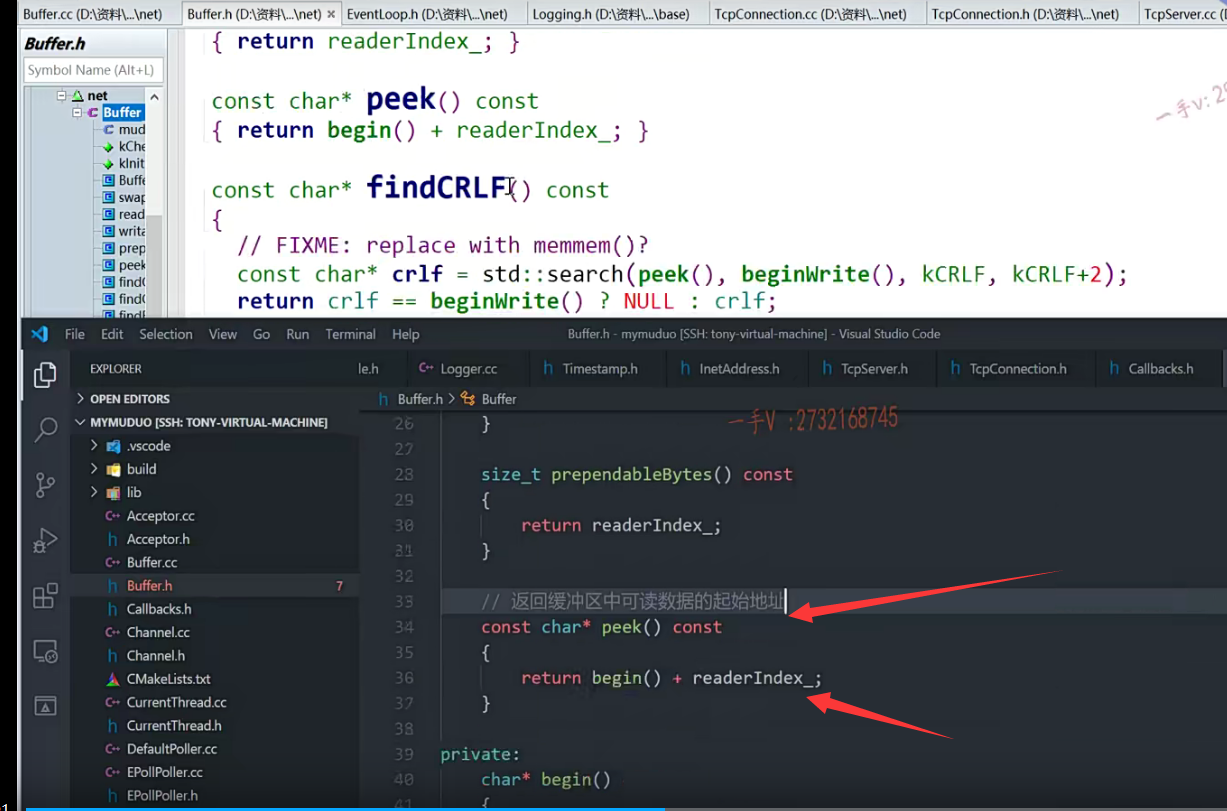 Buffer.cc (D:\资料\...\net)
Buffer.h (D:\资料\...\net) ×
EventLoop.h (D:\资料\...\net)
Logging.h (D:\资料\...\base)
TcpConnection.cc (D:\资料\...\net)
TcpConnection.h (D:\资料\...\net)
TcpServer.cc (D:
Buffer.h
Symbol Name (Alt+L)
net
Buffer
mud
kChe
kInit
Buffe
swap
read
writa
prep
peek
find
find
findE
{ return readerIndex_; }
const char* peek() const
{ return begin() + readerIndex_; }
const char* findCRLF() const
{
// FIXME: replace with memmem()?
const char* crlf = std::search(peek(), beginWrite(), kCRLF, kCRLF+2);
return crlf == beginWrite() ? NULL : crlf;
一手v: 2
File Edit Selection View Go Run Terminal Help
Buffer.h - mymuduo [SSH: tony-virtual-machine] - Visual Studio Code
EXPLORER
le.h
Logger.cc
Timestamp.h
InetAddress.h
TcpServer.h
TcpConnection.h
Callbacks.h
OPEN EDITORS
MYMUDUO [SSH: TONY-VIRTUAL-MACHINE]
.vscode
build
lib
Acceptor.cc
Acceptor.h
Buffer.cc
Buffer.h 7
Callbacks.h
Channel.cc
Channel.h
CMakeLists.txt
CurrentThread.cc
CurrentThread.h
DefaultPoller.cc
EPollPoller.cc
EPollPoller.h
Buffer.h > Buffer
一手V :2732168745
26 }
27
28 size_t prependableBytes() const
29 {
30 return readerIndex_;
31 }
32
33 // 返回缓冲区中可读数据的起始地址
34 const char* peek() const
35 {
36 return begin() + readerIndex_;
37 }
38
39 private:
40 char* begin()
41 {